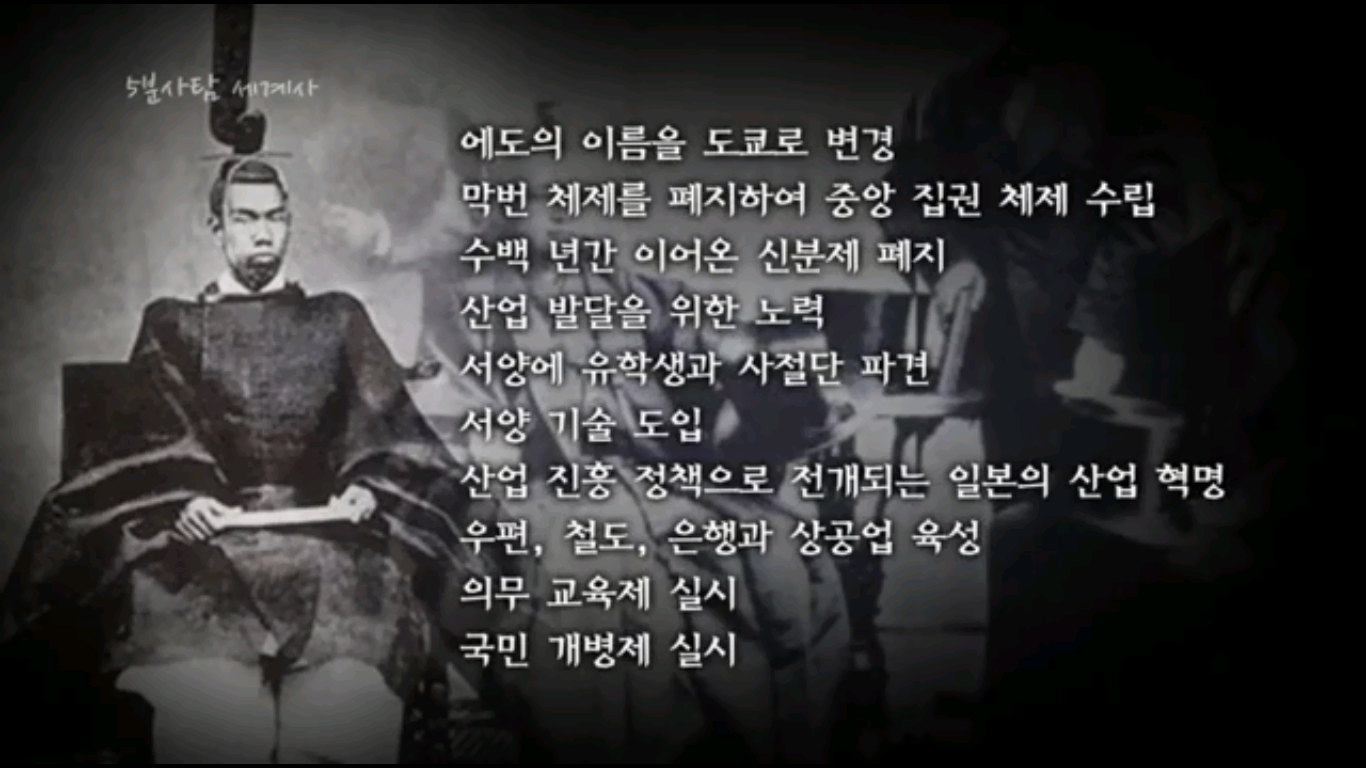 5분사탐 세계사
에도의 이름을 도쿄로 변경
막번 체제를 폐지하여 중앙 집권 체제 수립
수백 년간 이어온 신분제 폐지
산업 발달을 위한 노력
서양에 유학생과 사절단 파견
서양 기술 도입
산업 진흥 정책으로 전개되는 일본의 산업 혁명
우편, 철도, 은행과 상공업 육성
의무 교육제 실시
국민 개병제 실시